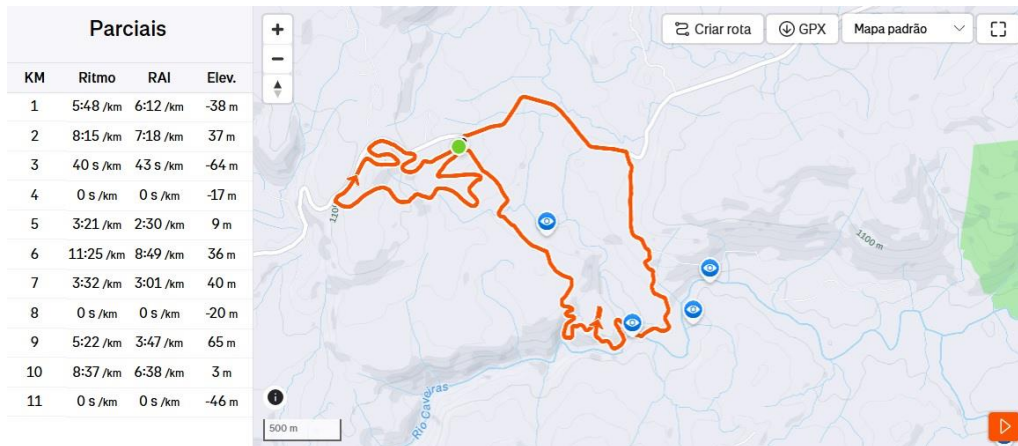 Parciais
KM Ritmo RAI Elev.
1 5:48 /km 6:12 /km -38 m
2 8:15 /km 7:18 /km 37 m
3 40 s /km 43 s /km -64 m
4 0 s /km 0 s /km -17 m
5 3:21 /km 2:30 /km 9 m
6 11:25 /km 8:49 /km 36 m
7 3:32 /km 3:01 /km 40 m
8 0 s /km 0 s /km -20 m
9 5:22 /km 3:47 /km 65 m
10 8:37 /km 6:38 /km 3 m
11 0 s /km 0 s /km -46 m
Criar rota
GPX
Mapa padrão
1100 m
Rio Caveiras
500 m